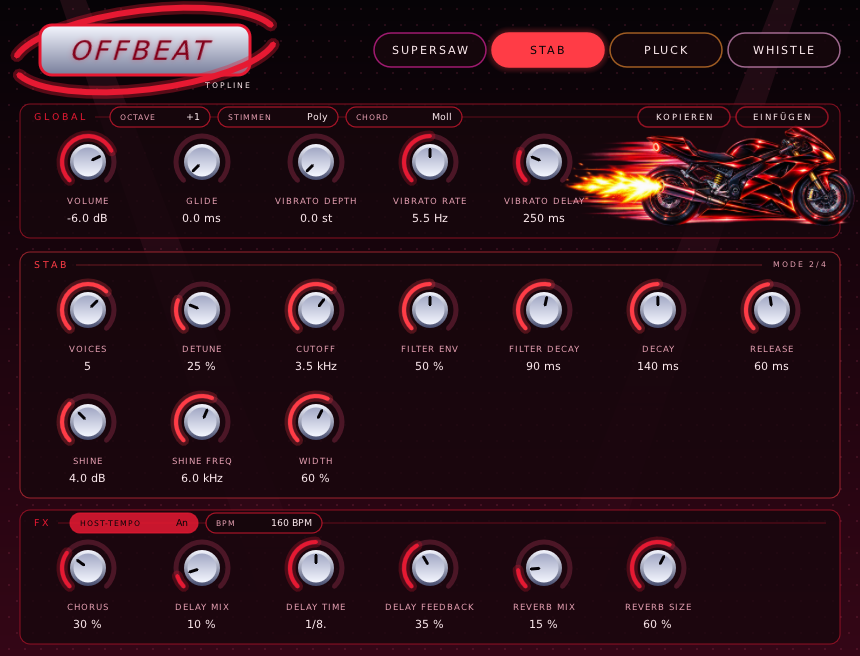 OFFBEAT
TOPLINE
SUPERSAW STAB PLUCK WHISTLE
GLOBAL OCTAVE +1 STIMMEN Poly CHORD Moll KOPIEREN EINFÜGEN
VOLUME GLIDE VIBRATO DEPTH VIBRATO RATE VIBRATO DELAY
-6.0 dB 0.0 ms 0.0 st 5.5 Hz 250 ms
STAB MODE 2/4
VOICES DETUNE CUTOFF FILTER ENV FILTER DECAY DECAY RELEASE
5 25 % 3.5 kHz 50 % 90 ms 140 ms 60 ms
SHINE SHINE FREQ WIDTH
4.0 dB 6.0 kHz 60 %
FX HOST-TEMPO An BPM 160 BPM
CHORUS DELAY MIX DELAY TIME DELAY FEEDBACK REVERB MIX REVERB SIZE
30 % 10 % 1/8. 35 % 15 % 60 %